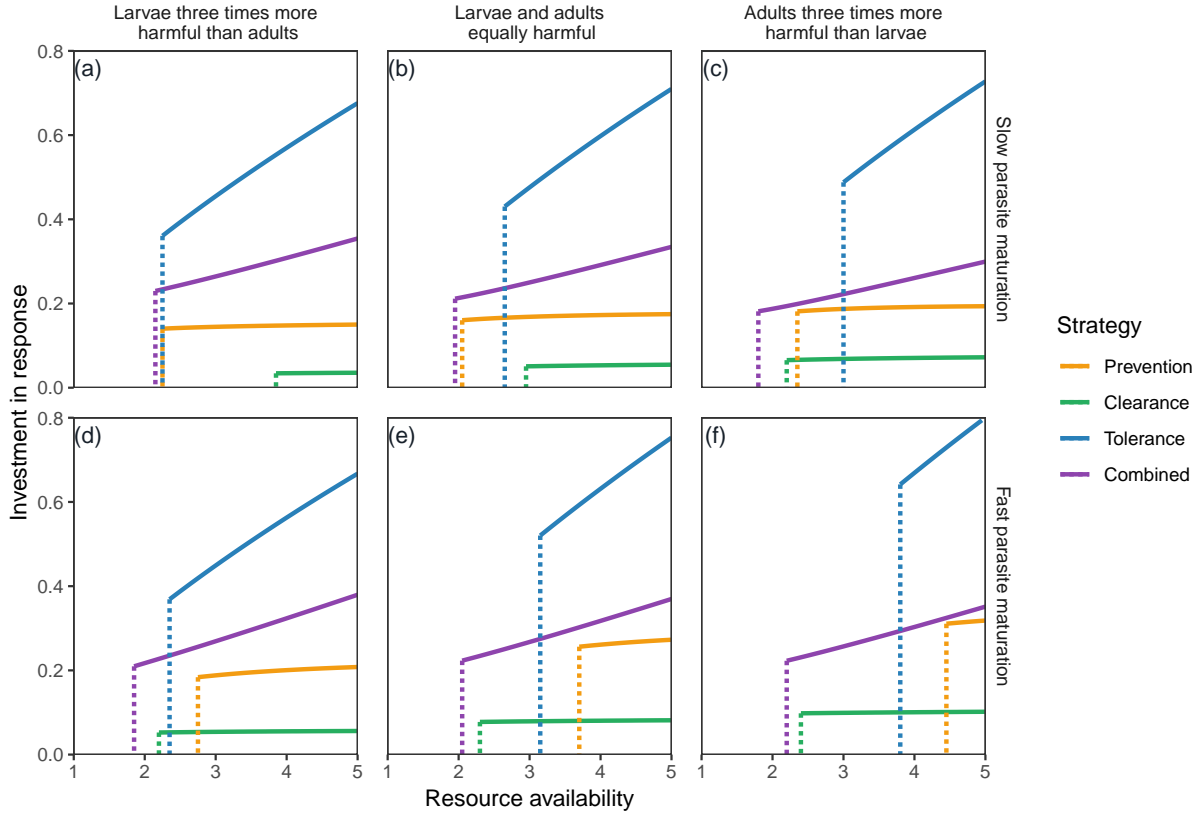 Larvae three times more
harmful than adults
Larvae and adults
equally harmful
Adults three times more
harmful than larvae
(a)
(b)
(c)
0.8
0.6
0.4
0.2
0.0
Slow parasite maturation
(d)
(e)
(f)
0.8
0.6
0.4
0.2
0.0
Fast parasite maturation
1 2 3 4 5
1 2 3 4 5
1 2 3 4 5
Investment in response
Resource availability
Strategy
Prevention
Clearance
Tolerance
Combined